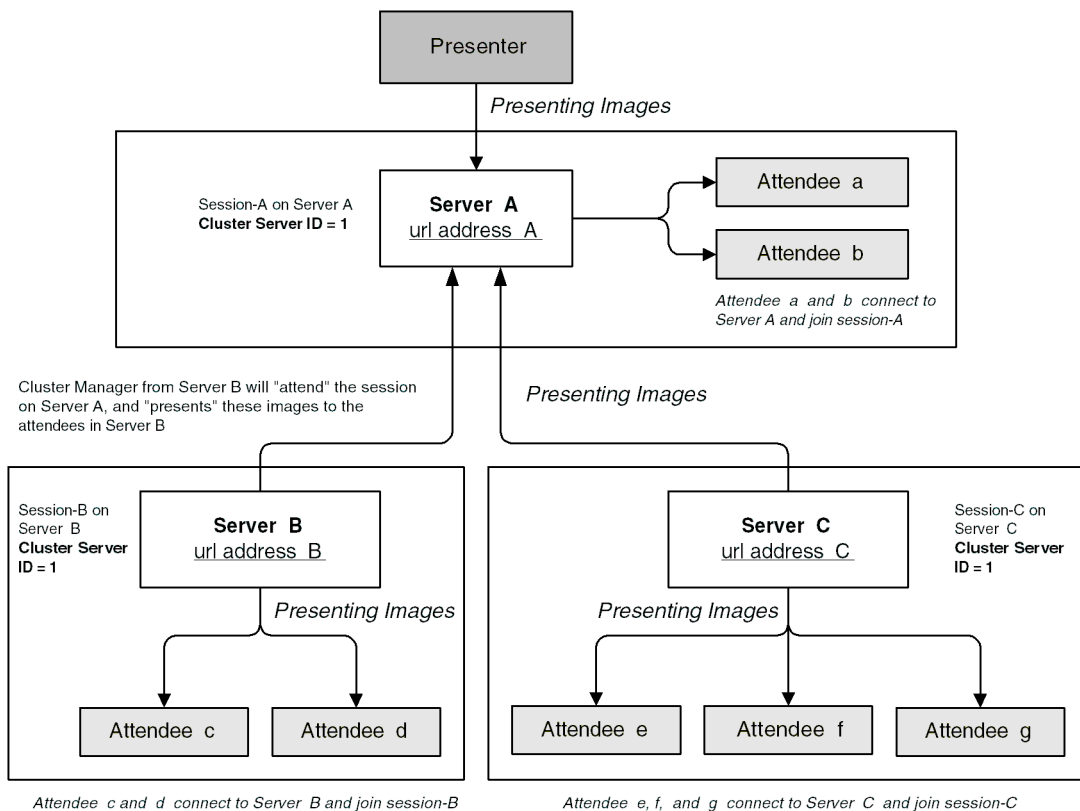 Presenter
Presenting Images
Session-A on Server A
Cluster Server ID = 1
Server A
url address A
Attendee a
Attendee b
Attendee a and b connect to
Server A and join session-A
Cluster Manager from Server B will "attend" the session
on Server A, and "presents" these images to the
attendees in Server B
Presenting Images
Session-B on
Server B
Cluster Server
ID = 1
Server B
url address B
Presenting Images
Attendee c
Attendee d
Attendee c and d connect to Server B and join session-B
Server C
url address C
Session-C on
Server C
Cluster Server
ID = 1
Presenting Images
Attendee e
Attendee f
Attendee g
Attendee e, f, and g connect to Server C and join session-C